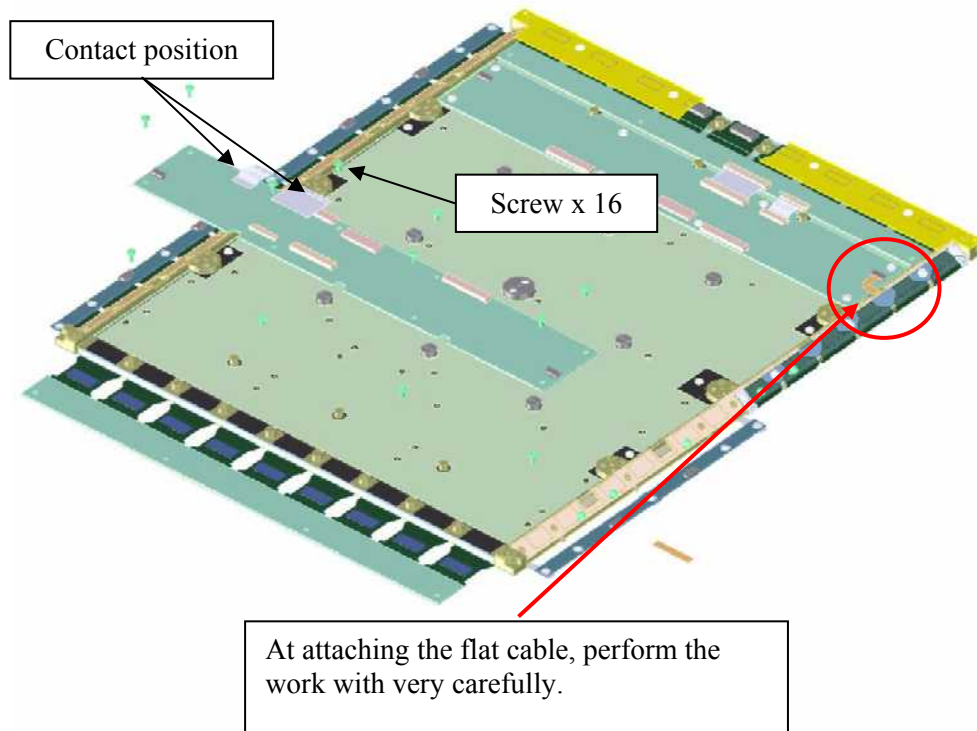 Contact position
Screw x 16
At attaching the flat cable, perform the
work with very carefully.